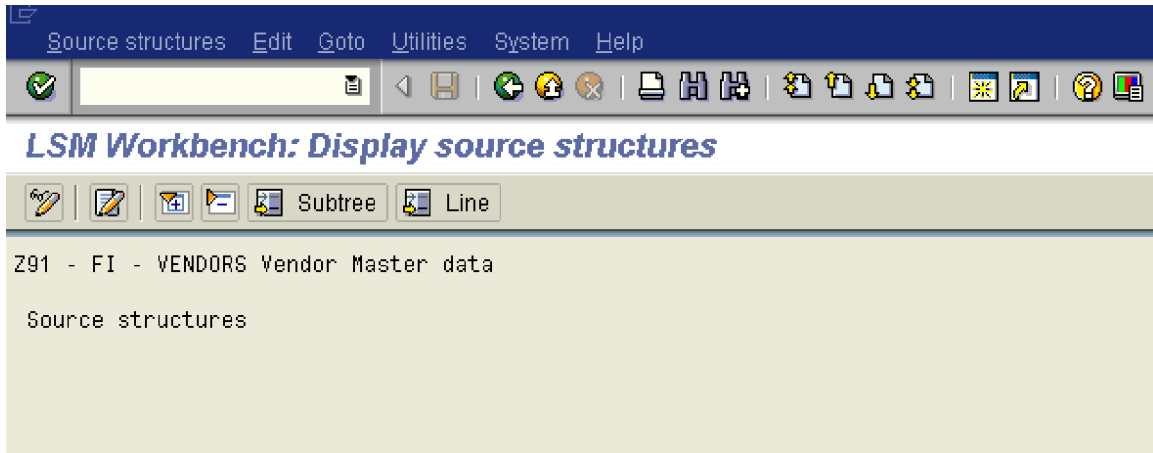 Source structures Edit Goto Utilities System Help
LSM Workbench: Display source structures
Subtree Line
Z91 - FI - VENDORS Vendor Master data
Source structures